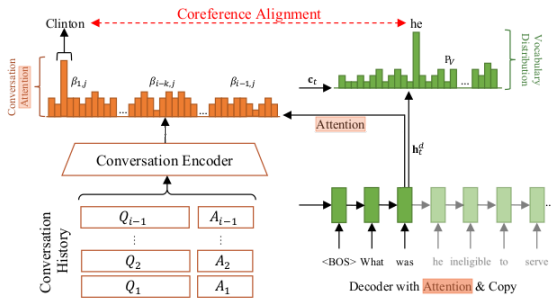 Coreference Alignment
Clinton
he
Conversation
Attention
β1,j
βi−k,j
βi−1,j
...
...
ct
PV
...
Vocabulary
Distribution
Attention
h^d_t
Conversation Encoder
Conversation
History
Qi−1 Ai−1
⋮ ⋮
Q2 A2
Q1 A1
...
<BOS> What was he ineligible to serve
Decoder with Attention & Copy